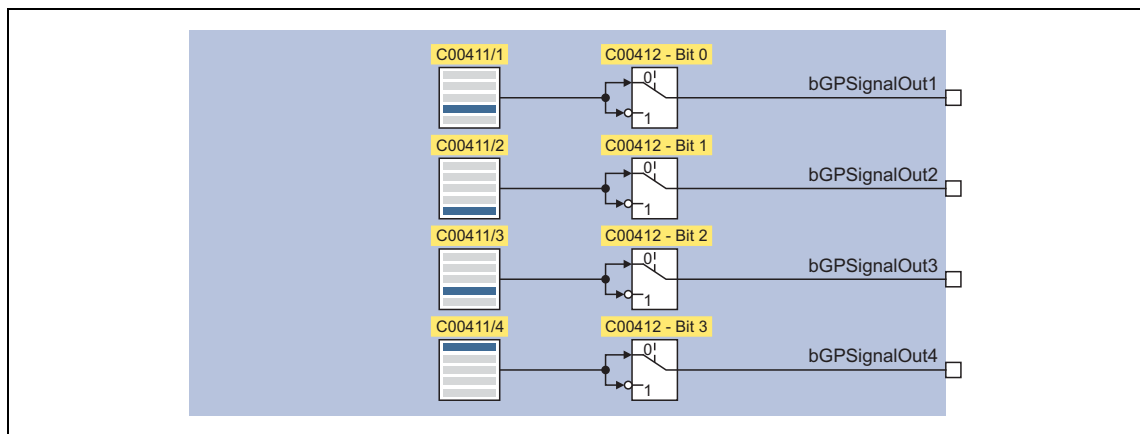 C00411/1 C00412 - Bit 0
0
bGPSignalOut1
1
C00411/2 C00412 - Bit 1
0
bGPSignalOut2
1
C00411/3 C00412 - Bit 2
0
bGPSignalOut3
1
C00411/4 C00412 - Bit 3
0
bGPSignalOut4
1